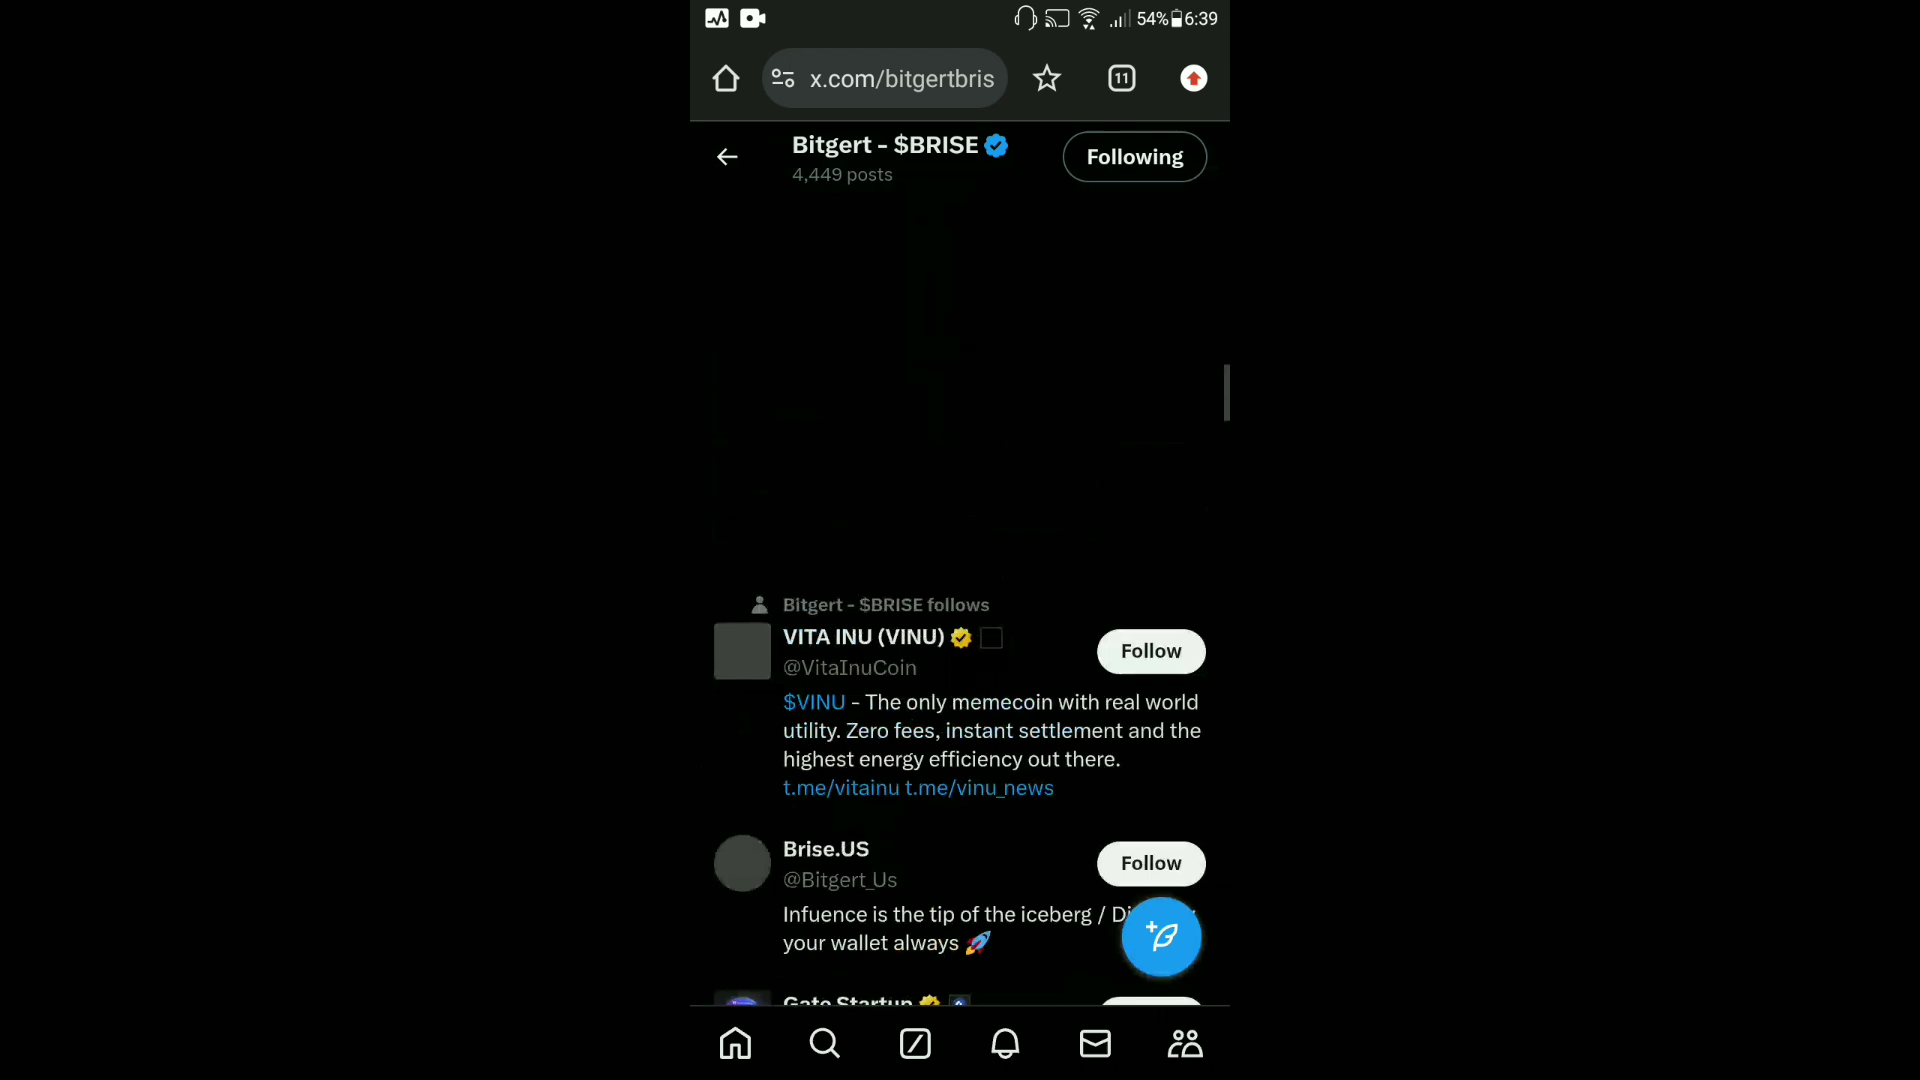 54% 6:39
x.com/bitgertbris
11
Bitgert - $BRISE
4,449 posts
Following
Bitgert - $BRISE follows
VITA INU (VINU)
@VitaInuCoin
Follow
$VINU - The only memecoin with real world
utility. Zero fees, instant settlement and the
highest energy efficiency out there.
t.me/vitainu t.me/vinu_news
Brise.US
@Bitgert_Us
Follow
Infuence is the tip of the iceberg /
your wallet always 🚀
Gate Startup